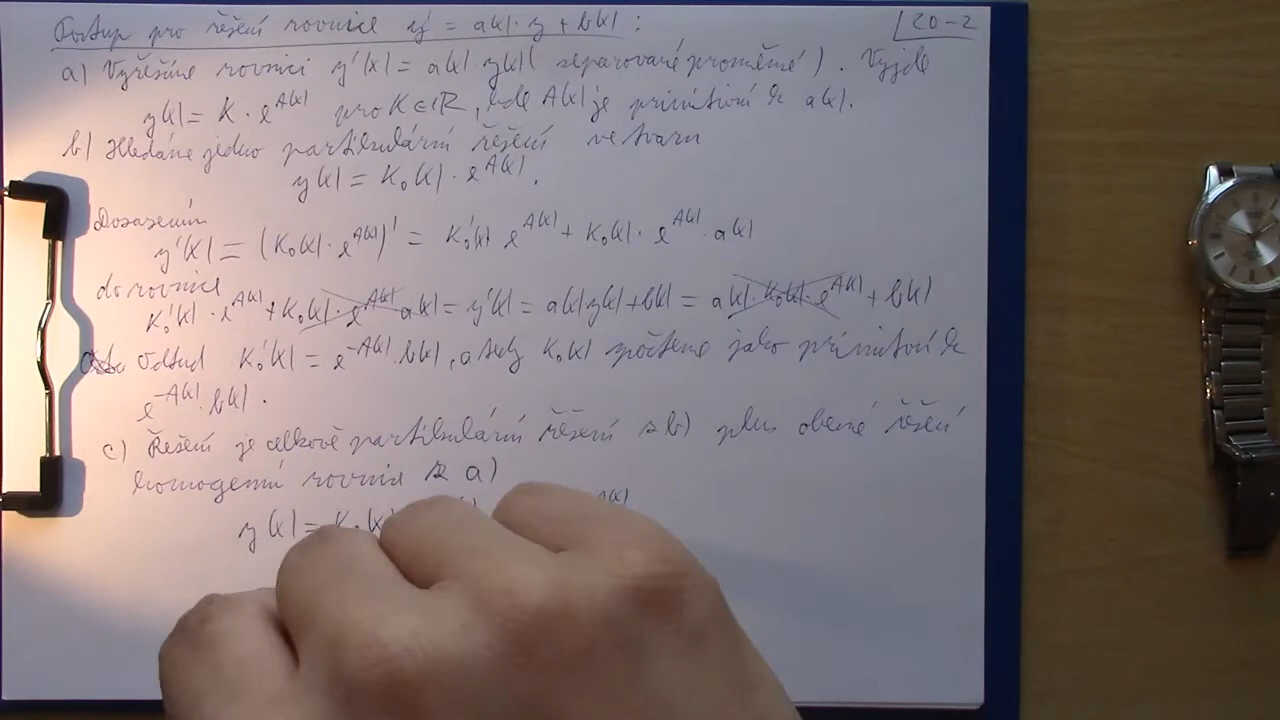 Postup pro řešení rovnice y' = a(x)·y + b(x) :
20-2
a) Vyřešíme rovnici y'(x) = a(x)·y(x) ( separované proměnné ). Vyjde
y(x) = K · e^A(x) pro K∈ℝ, kde A(x) je primitivní k a(x).
b) Hledáme jedno partikulární řešení ve tvaru
y(x) = K₀(x) · e^A(x).
Dosazením
y'(x) = (K₀(x) · e^A(x))' = K₀'(x) e^A(x) + K₀(x) · e^A(x) · a(x)
do rovnice
K₀'(x) · e^A(x) + K₀(x) · e^A(x) a(x) = y'(x) = a(x)y(x) + b(x) = a(x)·K₀(x)·e^A(x) + b(x)
Odtud K₀'(x) = e^-A(x) · b(x), a tedy K₀(x) spočteme jako primitivní k
e^-A(x) · b(x).
c) Řešení je celkově partikulární řešení z b) plus obecné řešení
homogenní rovnice z a)
y(x) = K₀(x)